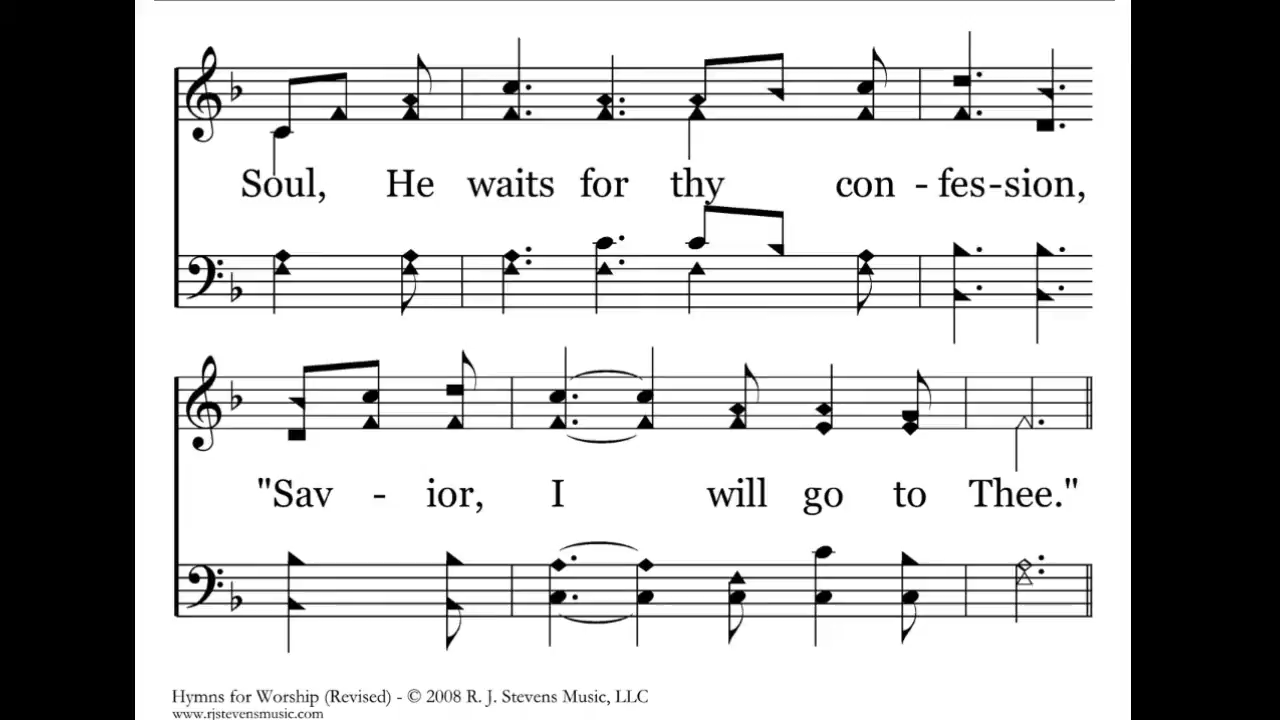 Soul, He waits for thy con - fes-sion,
"Sav - ior, I will go to Thee."
Hymns for Worship (Revised) - © 2008 R. J. Stevens Music, LLC
www.rjstevensmusic.com